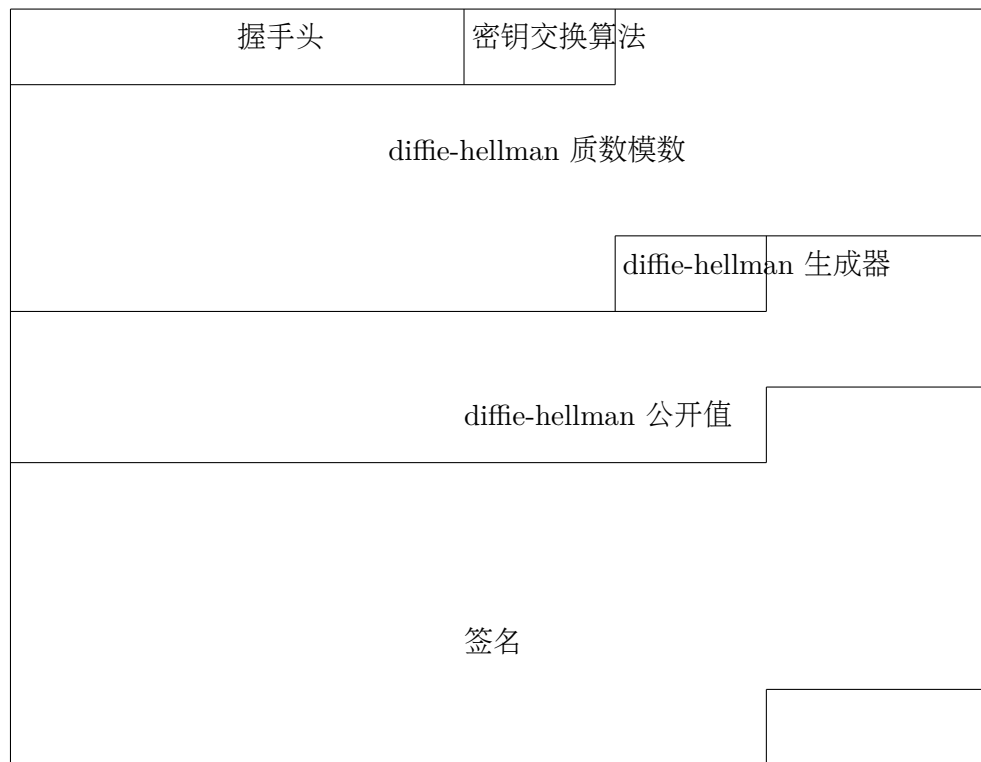 握手头
密钥交换算法
diffie-hellman 质数模数
diffie-hellman 生成器
diffie-hellman 公开值
签名